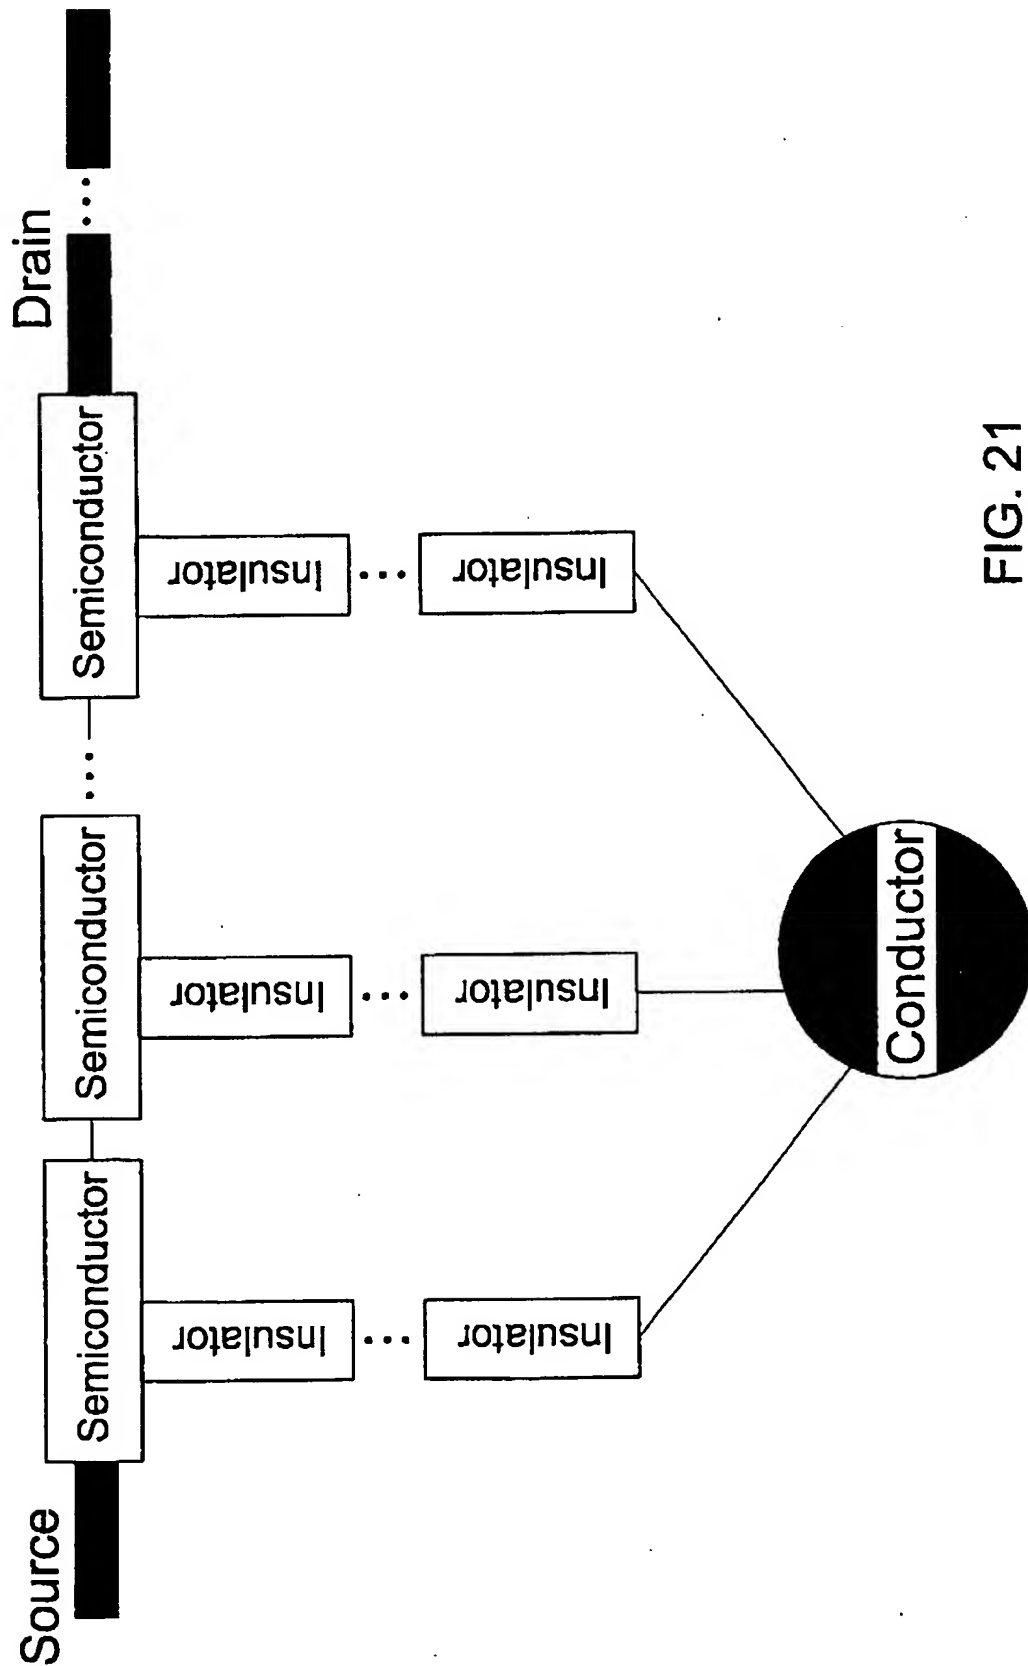 Source
Drain
Semiconductor
Semiconductor
...
Semiconductor
...
Insulator
Insulator
Insulator
...
...
...
Insulator
Insulator
Insulator
Conductor
FIG. 21